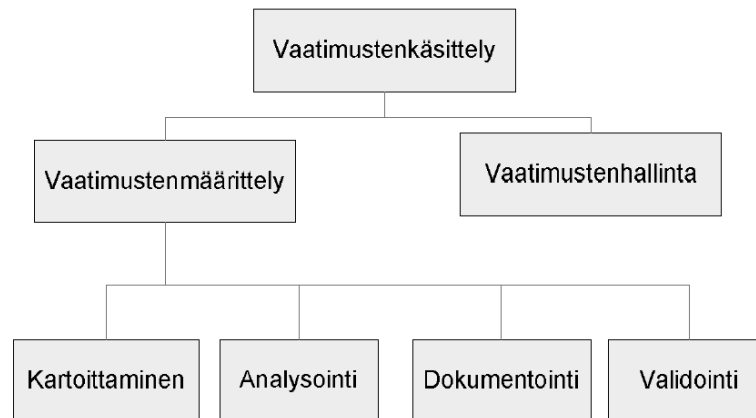 Vaatimustenkäsittely
Vaatimustenmäärittely
Vaatimustenhallinta
Kartoittaminen
Analysointi
Dokumentointi
Validointi